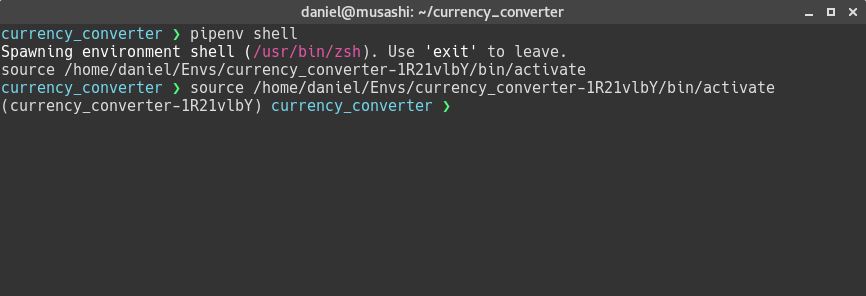 daniel@musashi: ~/currency_converter
currency_converter ❯ pipenv shell
Spawning environment shell (/usr/bin/zsh). Use 'exit' to leave.
source /home/daniel/Envs/currency_converter-1R21vlbY/bin/activate
currency_converter ❯ source /home/daniel/Envs/currency_converter-1R21vlbY/bin/activate
(currency_converter-1R21vlbY) currency_converter ❯